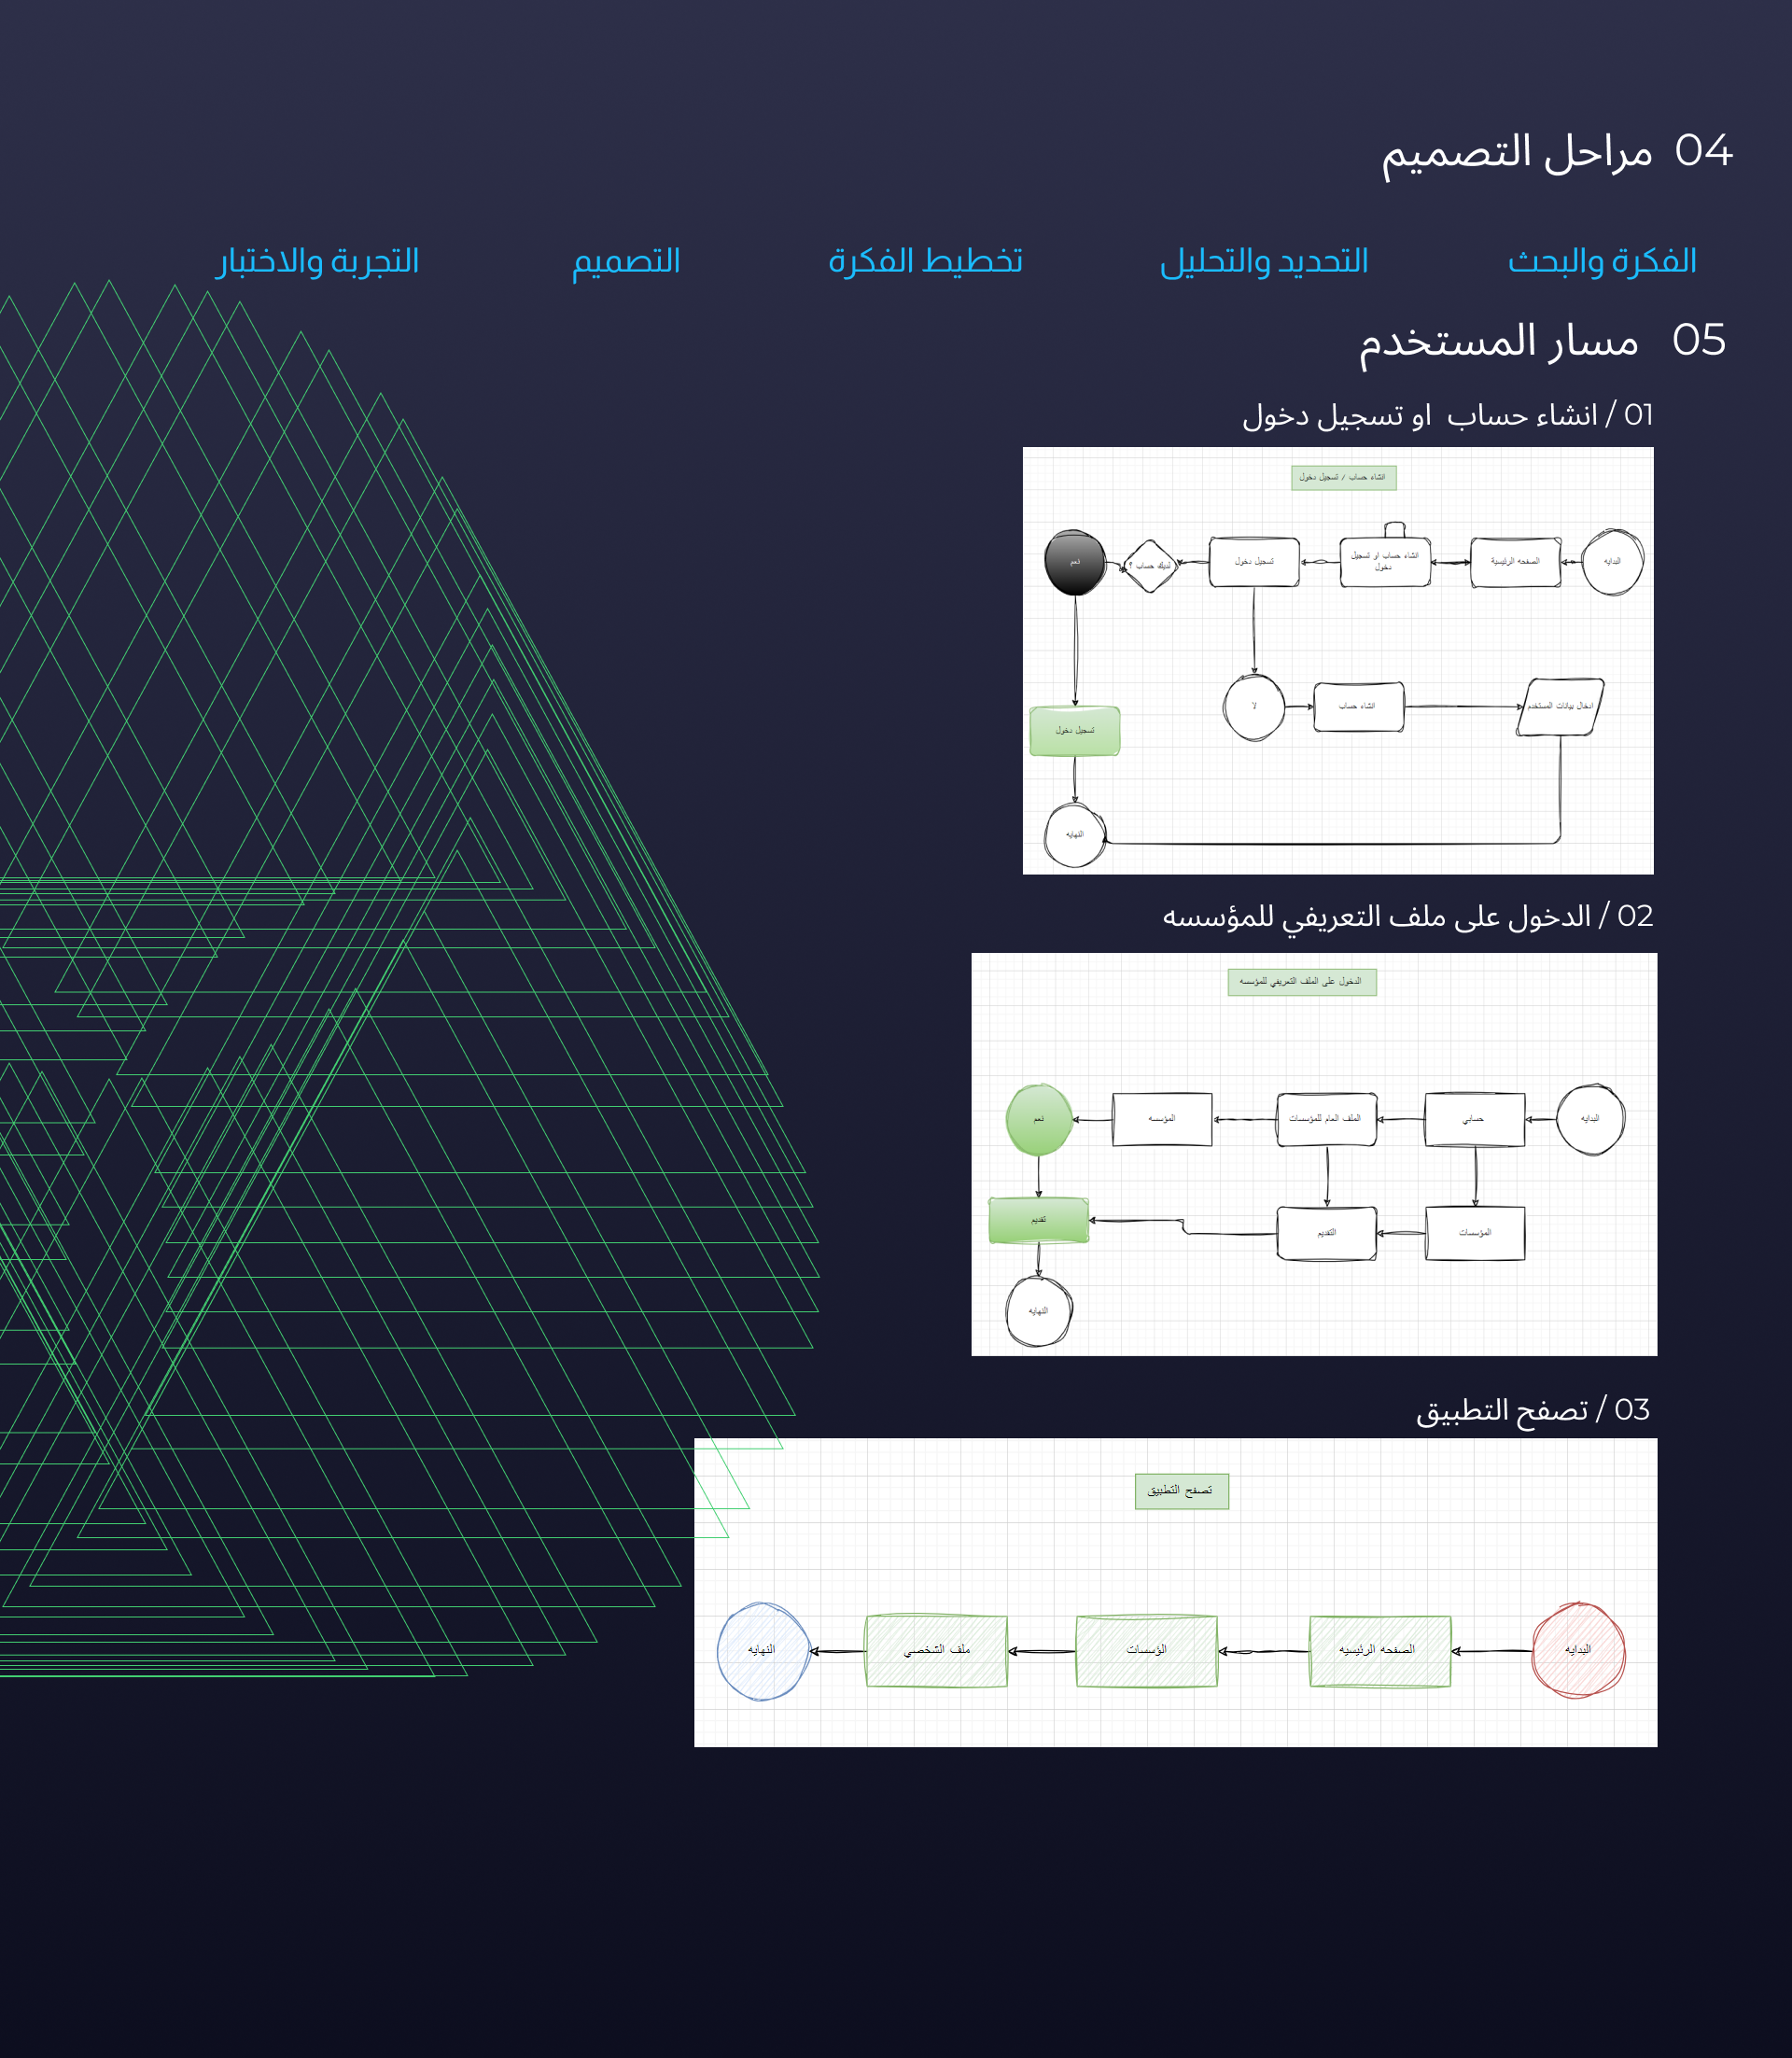 04 مراحل التصميم
الفكرة والبحث
التحديد والتحليل
تخطيط الفكرة
التصميم
التجربة والاختبار
05 مسار المستخدم
01 / انشاء حساب او تسجيل دخول
انشاء حساب / تسجيل دخول
البدايه
الصفحه الرئيسية
انشاء حساب او تسجيل
دخول
تسجيل دخول
لديك حساب ؟
نعم
لا
انشاء حساب
ادخال بيانات المستخدم
تسجيل دخول
النهايه
02 / الدخول على ملف التعريفي للمؤسسه
الدخول على الملف التعريفي للمؤسسه
البدايه
حسابي
الملف العام للمؤسسات
المؤسسه
نعم
المؤسسات
التقديم
تقديم
النهايه
03 / تصفح التطبيق
تصفح التطبيق
البدايه
الصفحه الرئيسيه
الؤسسات
ملف الشخصي
النهايه